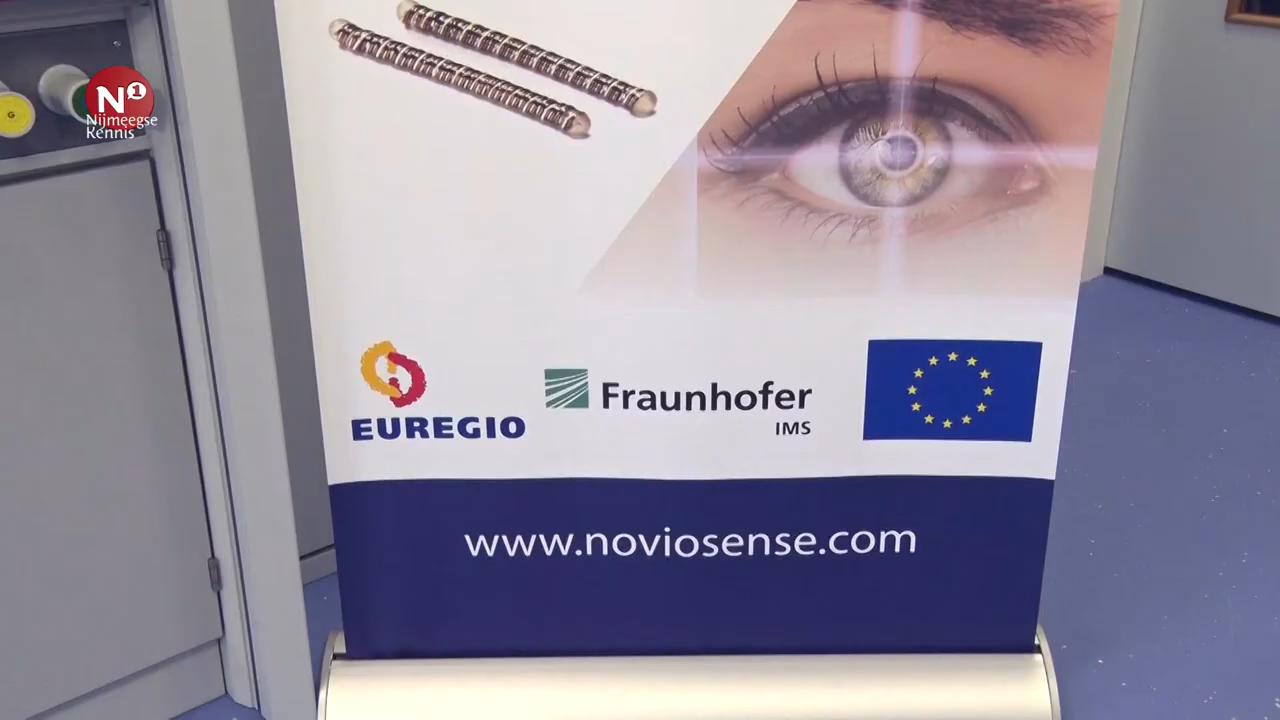 N1
Nijmeegse
Kennis
G
EUREGIO
Fraunhofer
IMS
www.noviosense.com